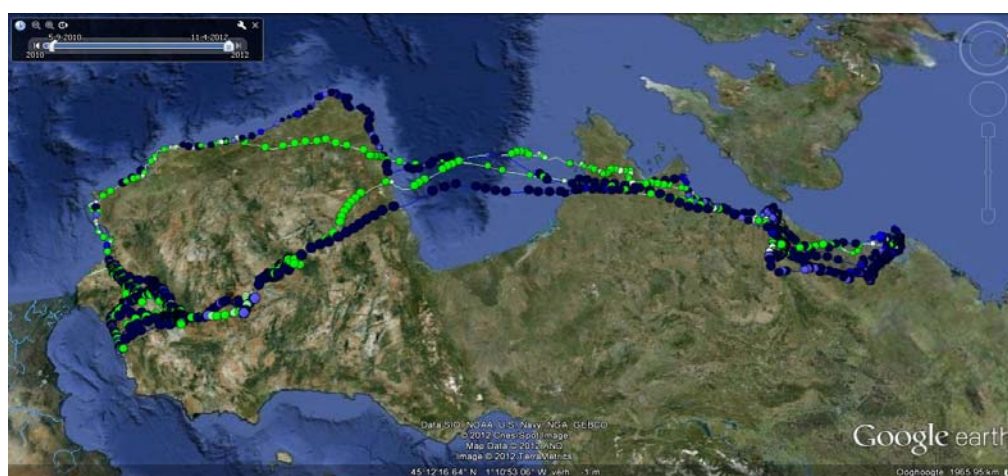 5-9-2010 11-4-2012
2010 2012
Data SIO, NOAA, U.S. Navy, NGA, GEBCO
© 2012 Cnes/Spot Image
Map Data © 2012 AND
Image © 2012 TerraMetrics
Google earth
45°12'16.64" N 1°10'53.06" W verh. -1 m
Ooghoogte 1965.95 km